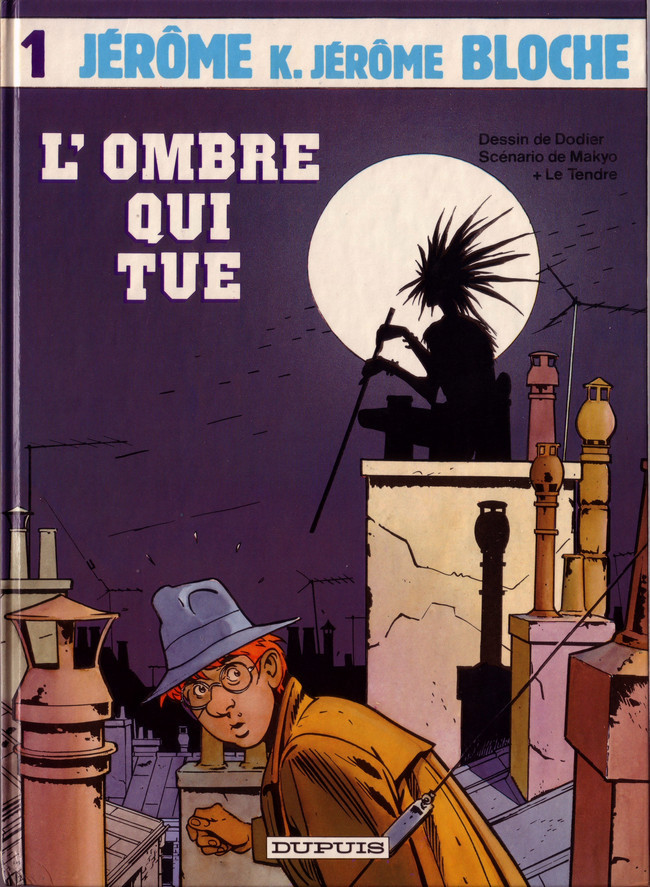 1 JÉRÔME K. JÉRÔME BLOCHE
L'OMBRE
QUI
TUE
Dessin de Dodier
Scénario de Makyo
+ Le Tendre
DUPUIS